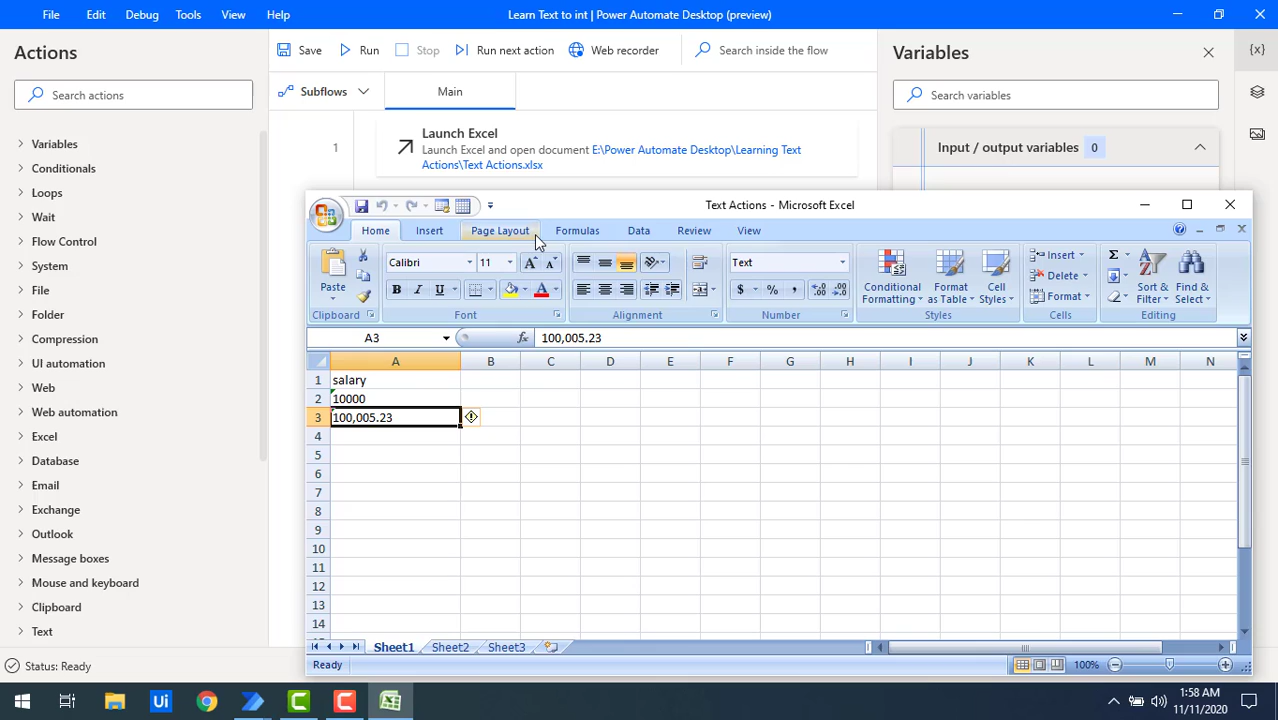 File Edit Debug Tools View Help Learn Text to int | Power Automate Desktop (preview)
Actions
Save Run Stop Run next action Web recorder Search inside the flow
Variables
{x}
Search actions
Subflows Main
Search variables
Variables
Conditionals
Loops
Wait
Flow Control
System
File
Folder
Compression
UI automation
Web
Web automation
Excel
Database
Email
Exchange
Outlook
Message boxes
Mouse and keyboard
Clipboard
Text
1
Launch Excel
Launch Excel and open document E:\Power Automate Desktop\Learning Text
Actions\Text Actions.xlsx
Input / output variables 0
Text Actions - Microsoft Excel
Home Insert Page Layout Formulas Data Review View
Paste
Clipboard
Calibri 11
B I U
Font
Alignment
Text
$ % ,
Number
Conditional
Formatting
Format
as Table
Cell
Styles
Styles
Insert
Delete
Format
Cells
Sort &
Filter
Find &
Select
Editing
A3 fx 100,005.23
A B C D E F G H I J K L M N
1 salary
2 10000
3 100,005.23
4
5
6
7
8
9
10
11
12
13
14
Sheet1 Sheet2 Sheet3
Ready 100%
Status: Ready
Ui
1:58 AM
11/11/2020